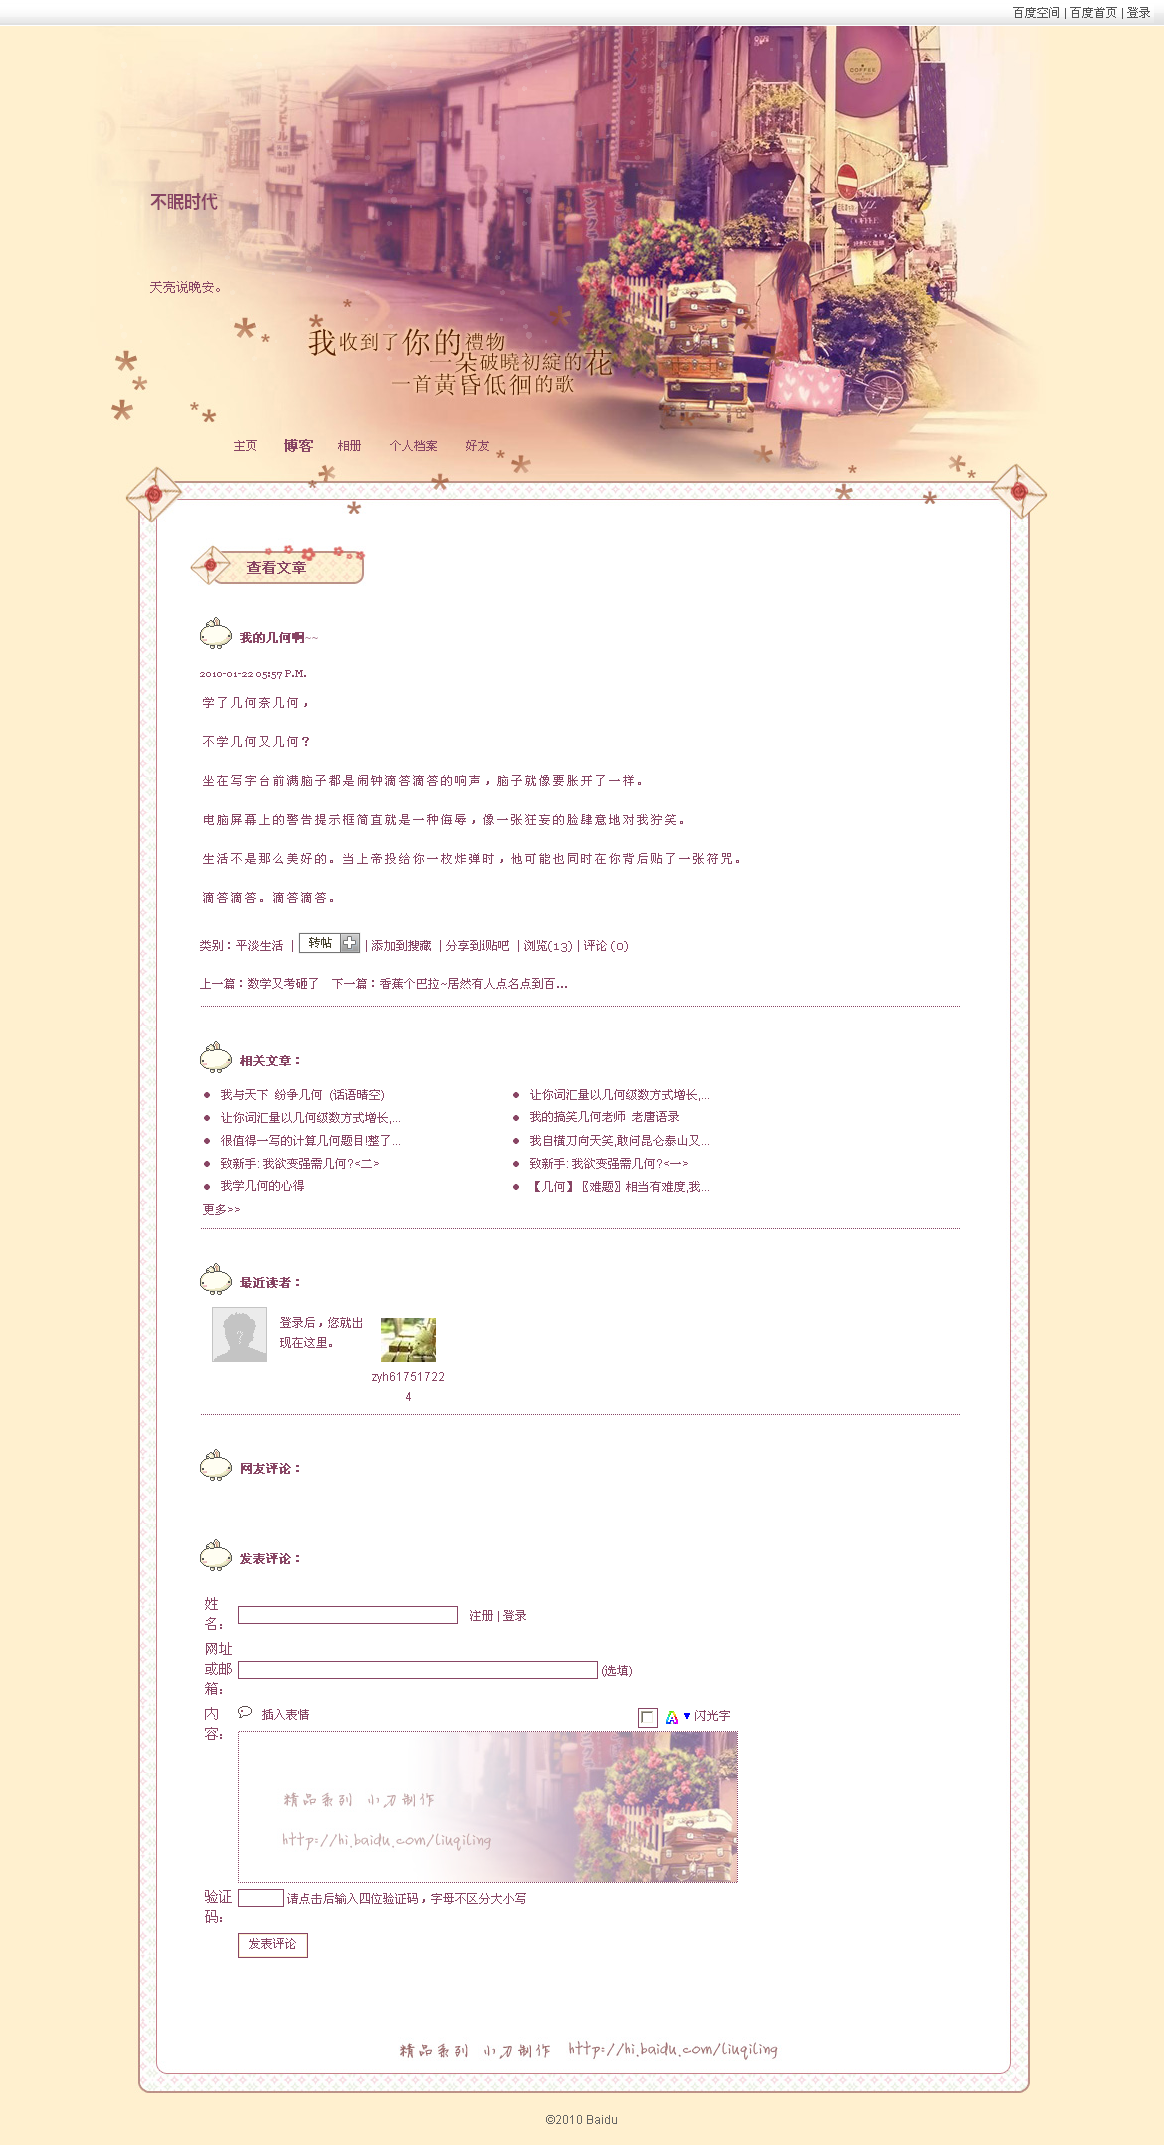 百度空间 | 百度首页 | 登录
COFFEE
不眠时代
天亮说晚安。
我收到了你的禮物
一朵破曉初綻的花
一首黃昏低徊的歌
主页 博客 相册 个人档案 好友
查看文章
我的几何啊~~
2010-01-22 05:57 P.M.
学了几何奈几何，
不学几何又几何？
坐在写字台前满脑子都是闹钟滴答滴答的响声，脑子就像要胀开了一样。
电脑屏幕上的警告提示框简直就是一种侮辱，像一张狂妄的脸肆意地对我狞笑。
生活不是那么美好的。当上帝投给你一枚炸弹时，他可能也同时在你背后贴了一张符咒。
滴答滴答。滴答滴答。
类别：平淡生活 | 转帖 | 添加到搜藏 | 分享到i贴吧 | 浏览(13) | 评论 (0)
上一篇：数学又考砸了 下一篇：香蕉个巴拉~居然有人点名点到百...
相关文章：
我与天下 纷争几何 (话语晴空) 让你词汇量以几何级数方式增长,...
让你词汇量以几何级数方式增长,... 我的搞笑几何老师 老唐语录
很值得一写的计算几何题目!整了... 我自横刀向天笑,敢问昆仑泰山又...
致新手: 我欲变强需几何?<二> 致新手: 我欲变强需几何?<一>
我学几何的心得 【几何】〖难题〗相当有难度,我...
更多>>
最近读者：
登录后，您就出
现在这里。
zyh61751722
4
网友评论：
发表评论：
姓
名： 注册 | 登录
网址
或邮
箱： (选填)
内
容： 插入表情 闪光字
精品系列 小刀制作
http://hi.baidu.com/liuqiling
验证
码： 请点击后输入四位验证码，字母不区分大小写
发表评论
精品系列 小刀制作 http://hi.baidu.com/liuqiling
©2010 Baidu